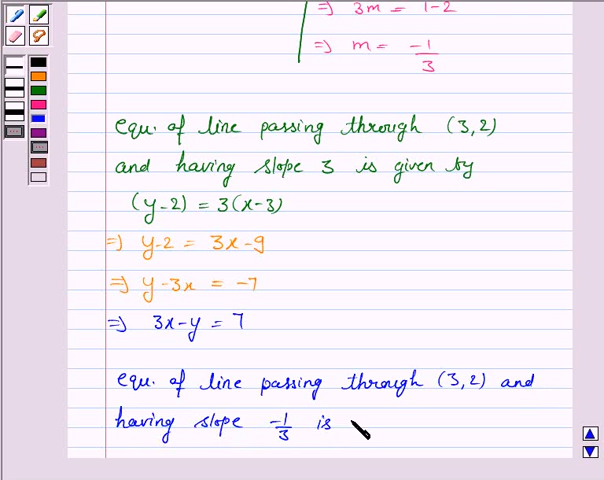 => 3m = 1-2
=> m = -1/3
equ. of line passing through (3,2)
and having slope 3 is given by
(y-2) = 3(x-3)
=> y-2 = 3x-9
=> y-3x = -7
=> 3x-y = 7
equ. of line passing through (3,2) and
having slope -1/3 is